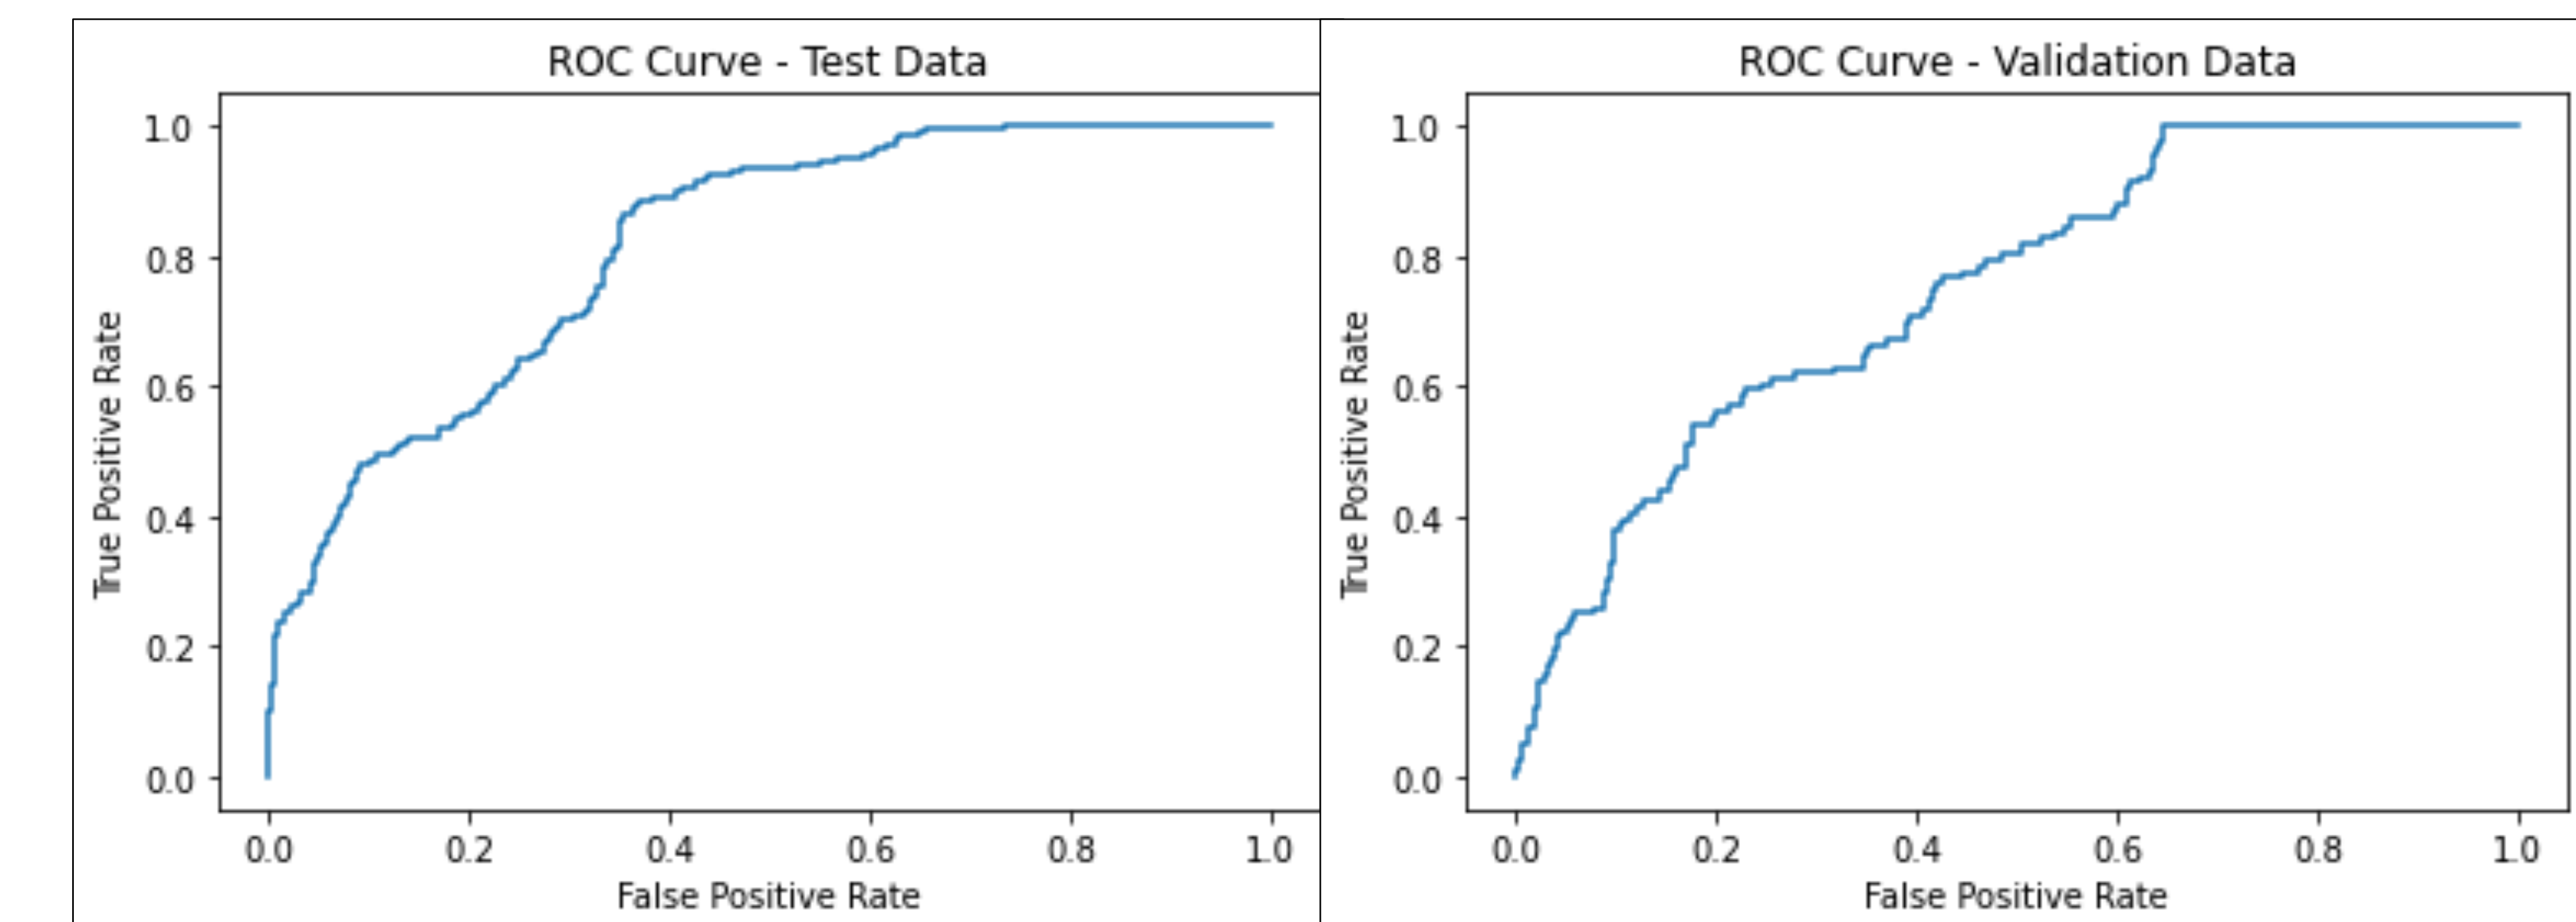 ROC Curve - Test Data
True Positive Rate
1.0
0.8
0.6
0.4
0.2
0.0
0.0 0.2 0.4 0.6 0.8 1.0
False Positive Rate
ROC Curve - Validation Data
True Positive Rate
1.0
0.8
0.6
0.4
0.2
0.0
0.0 0.2 0.4 0.6 0.8 1.0
False Positive Rate